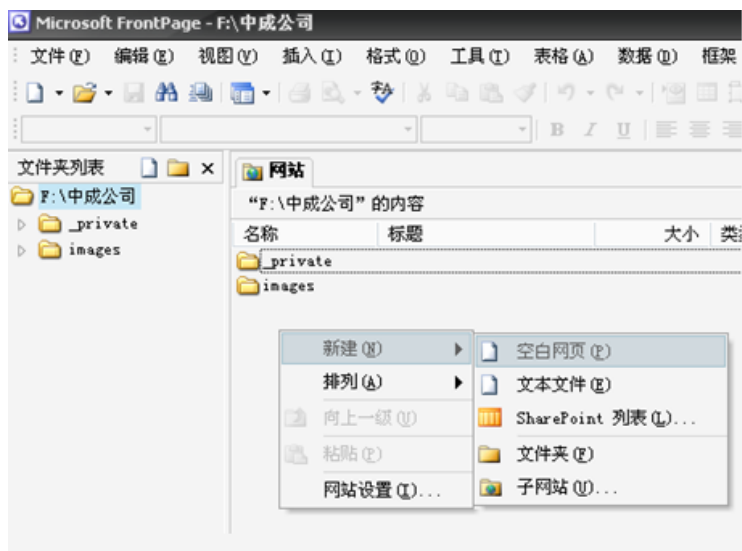 Microsoft FrontPage - F:\中成公司
文件(F) 编辑(E) 视图(V) 插入(I) 格式(O) 工具(T) 表格(A) 数据(D) 框架
B I U
文件夹列表
网站
F:\中成公司
“F:\中成公司”的内容
_private
名称 标题 大小
images
_private
images
新建(N)
空白网页(P)
排列(A)
文本文件(E)
向上一级(U)
SharePoint 列表(L)...
粘贴(P)
文件夹(F)
网站设置(I)...
子网站(U)...